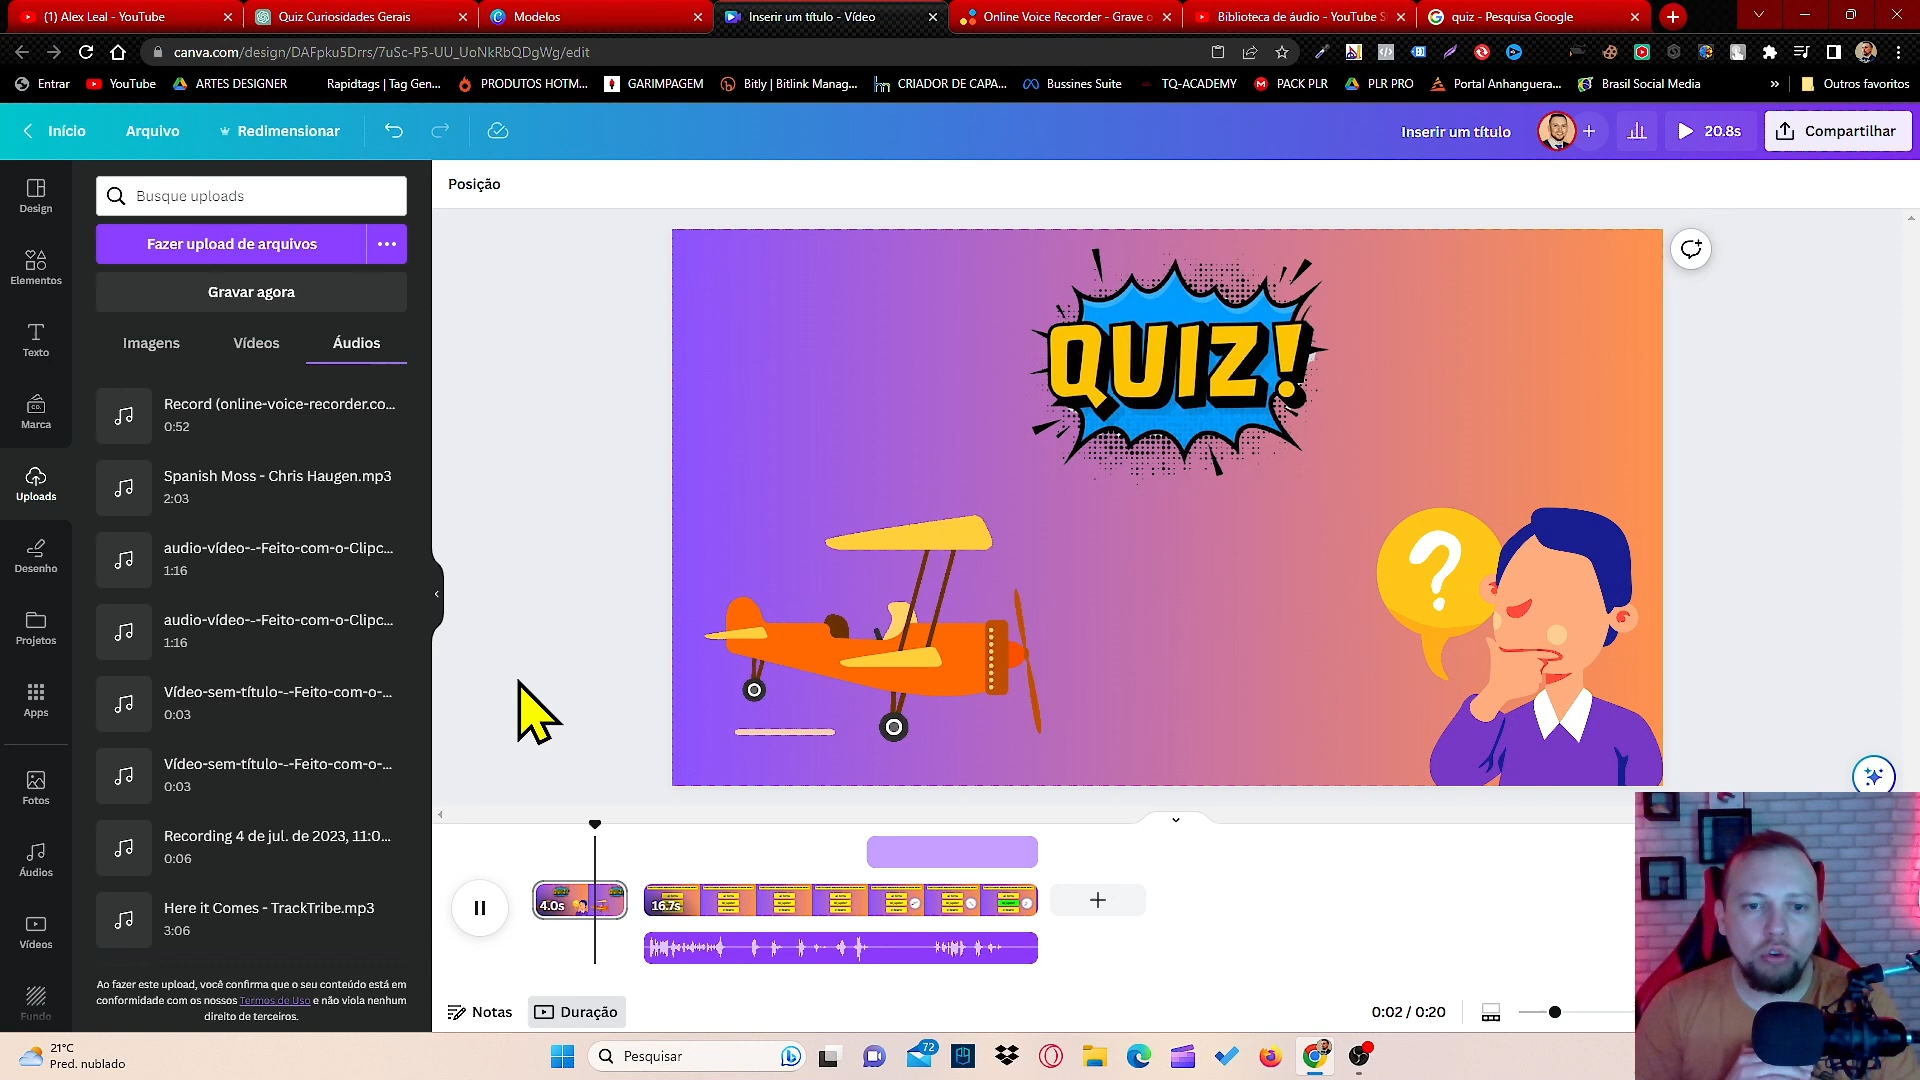 (1) Alex Leal - YouTube
Quiz Curiosidades Gerais
Modelos
Inserir um título - Vídeo
Online Voice Recorder - Grave o
Biblioteca de áudio - YouTube S
quiz - Pesquisa Google
canva.com/design/DAFpku5Drrs/7uSc-P5-UU_UoNkRbQDgWg/edit
Entrar
YouTube
ARTES DESIGNER
Rapidtags | Tag Gen...
PRODUTOS HOTM...
GARIMPAGEM
Bitly | Bitlink Manag...
CRIADOR DE CAPA...
Bussines Suite
TQ-ACADEMY
PACK PLR
PLR PRO
Portal Anhanguera...
Brasil Social Media
»
Outros favoritos
Início
Arquivo
Redimensionar
Inserir um título
20.8s
Compartilhar
Design
Elementos
Texto
Marca
Uploads
Desenho
Projetos
Apps
Fotos
Áudios
Vídeos
Fundo
Busque uploads
Fazer upload de arquivos
Gravar agora
Imagens
Vídeos
Áudios
Record (online-voice-recorder.co...
0:52
Spanish Moss - Chris Haugen.mp3
2:03
audio-vídeo-–-Feito-com-o-Clipc...
1:16
audio-vídeo-–-Feito-com-o-Clipc...
1:16
Vídeo-sem-título-–-Feito-com-o-...
0:03
Vídeo-sem-título-–-Feito-com-o-...
0:03
Recording 4 de jul. de 2023, 11:0...
0:06
Here it Comes - TrackTribe.mp3
3:06
Ao fazer este upload, você confirma que o seu conteúdo está em
conformidade com os nossos Termos de Uso e não viola nenhum
direito de terceiros.
Posição
QUIZ!
?
4.0s
16.7s
Notas
Duração
0:02 / 0:20
21°C
Pred. nublado
Pesquisar
72